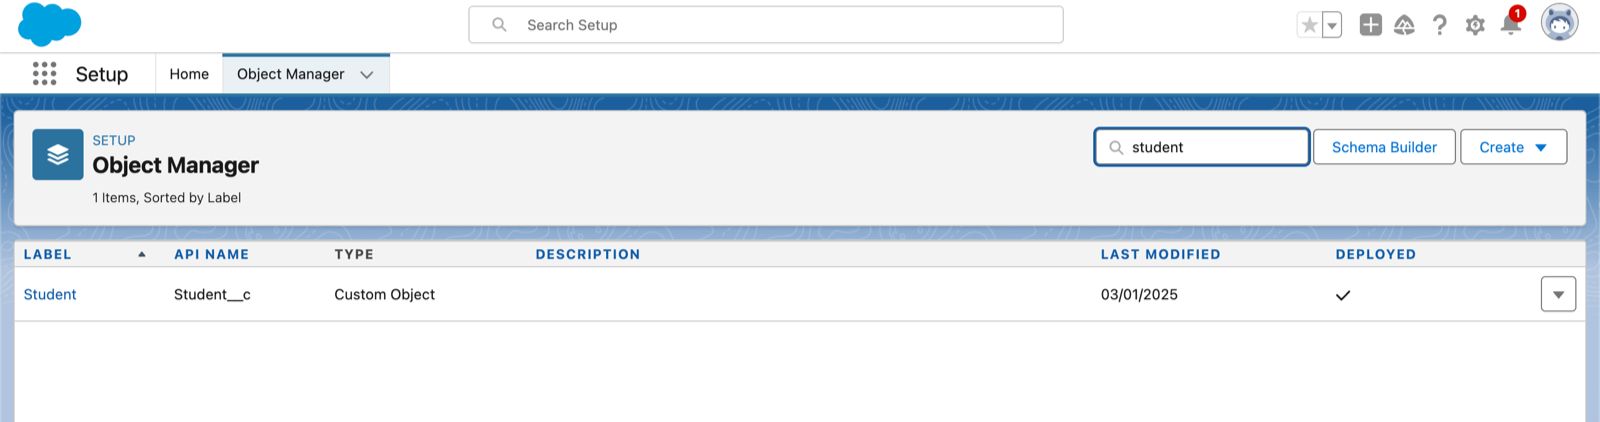 Search Setup
1
Setup
Home
Object Manager
SETUP
Object Manager
1 Items, Sorted by Label
student
Schema Builder
Create
LABEL API NAME TYPE DESCRIPTION LAST MODIFIED DEPLOYED
Student Student__c Custom Object 03/01/2025